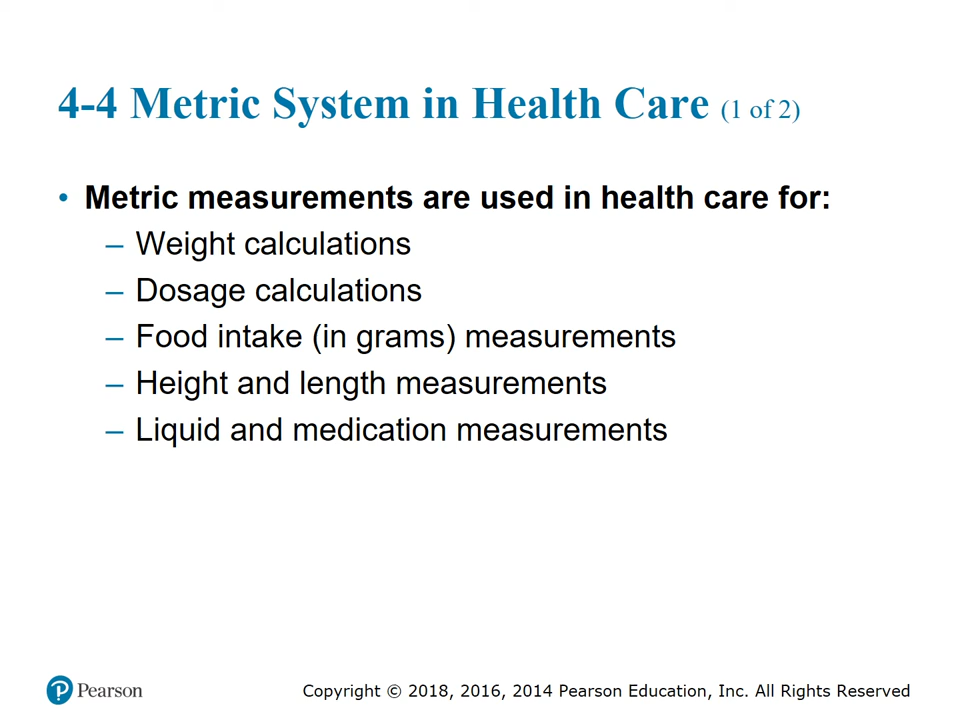 4-4 Metric System in Health Care (1 of 2)
• Metric measurements are used in health care for:
– Weight calculations
– Dosage calculations
– Food intake (in grams) measurements
– Height and length measurements
– Liquid and medication measurements
Pearson
Copyright © 2018, 2016, 2014 Pearson Education, Inc. All Rights Reserved